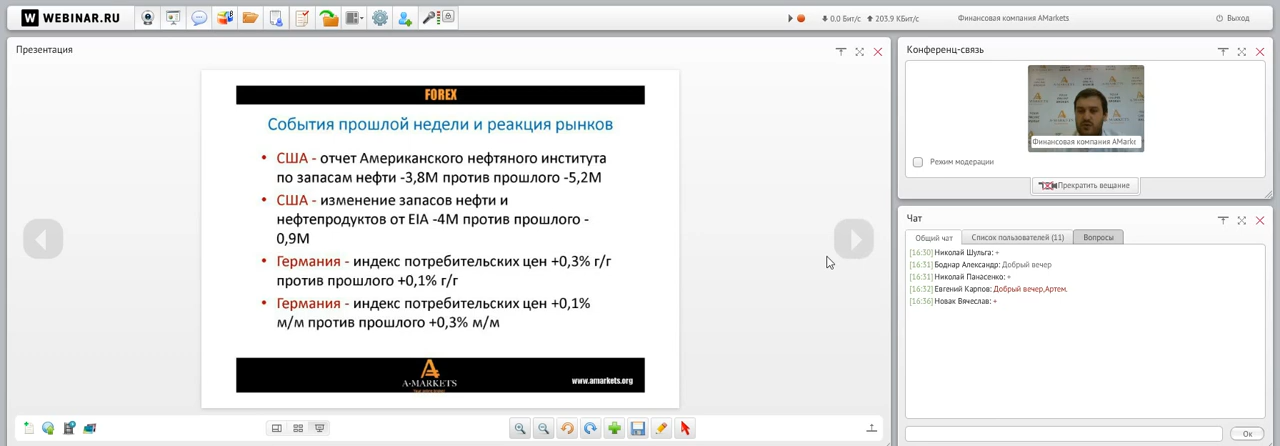 W WEBINAR.RU
0.0 Бит/с
203.9 КБит/с
Финансовая компания AMarkets
Выход
Презентация
FOREX
События прошлой недели и реакция рынков
• США - отчет Американского нефтяного института
по запасам нефти -3,8М против прошлого -5,2М
• США - изменение запасов нефти и
нефтепродуктов от EIA -4М против прошлого -
0,9М
• Германия - индекс потребительских цен +0,3% г/г
против прошлого +0,1% г/г
• Германия - индекс потребительских цен +0,1%
м/м против прошлого +0,3% м/м
A-MARKETS
www.amarkets.org
Конференц-связь
Финансовая компания AMarke
Режим модерации
Прекратить вещание
Чат
Общий чат
Список пользователей (11)
Вопросы
[16:30] Николай Шульга: +
[16:31] Боднар Александр: Добрый вечер
[16:31] Николай Панасенко: +
[16:32] Евгений Карпов: Добрый вечер,Артем.
[16:36] Новак Вячеслав: +
Ок